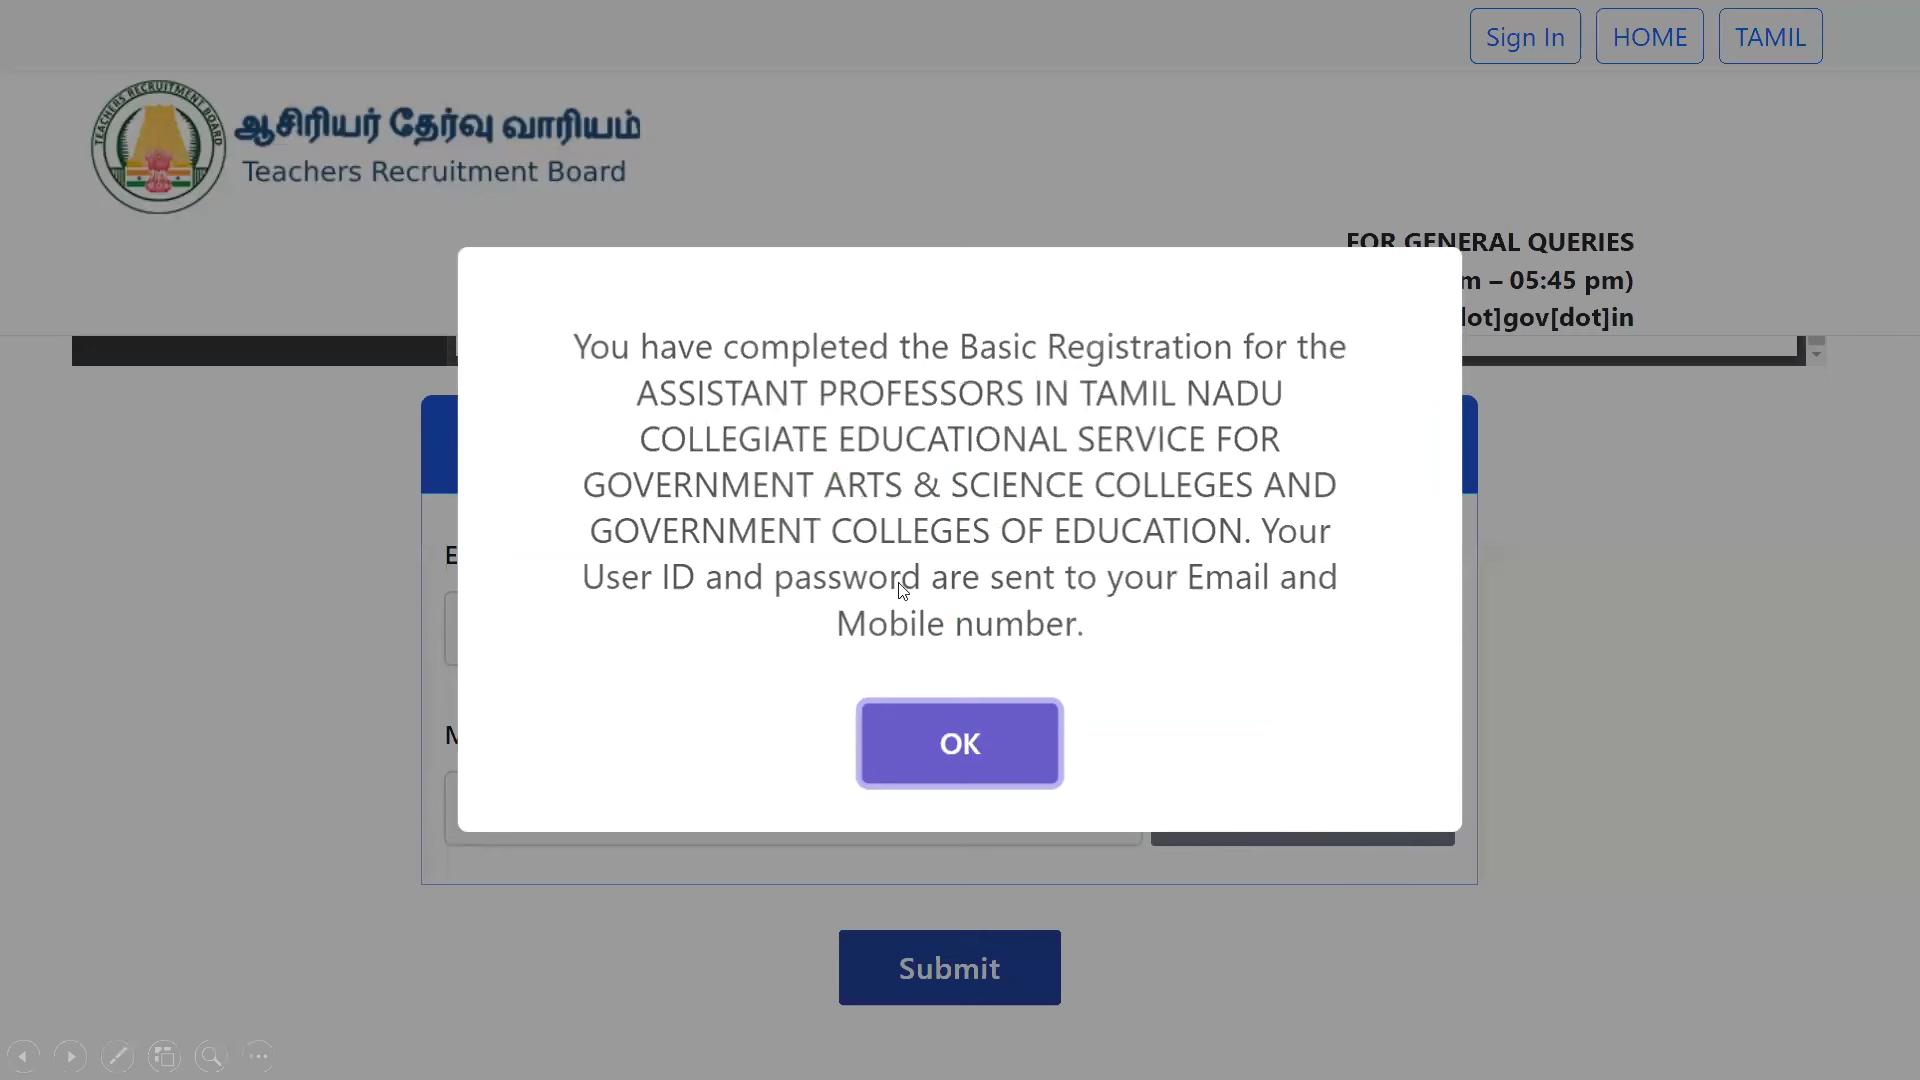 Sign In
HOME
TAMIL
TEACHERS RECRUITMENT BOARD
ஆசிரியர் தேர்வு வாரியம்
Teachers Recruitment Board
FOR GENERAL QUERIES
– 05:45 pm)
gov[dot]in
You have completed the Basic Registration for the
ASSISTANT PROFESSORS IN TAMIL NADU
COLLEGIATE EDUCATIONAL SERVICE FOR
GOVERNMENT ARTS & SCIENCE COLLEGES AND
GOVERNMENT COLLEGES OF EDUCATION. Your
User ID and password are sent to your Email and
Mobile number.
OK
Submit